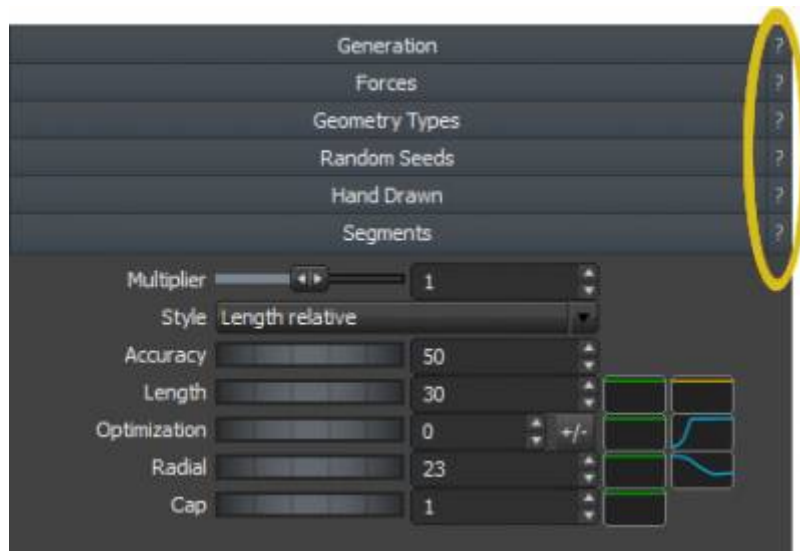 Generation ?
Forces ?
Geometry Types ?
Random Seeds ?
Hand Drawn ?
Segments ?
Multiplier 1
Style Length relative
Accuracy 50
Length 30
Optimization 0 +/-
Radial 23
Cap 1